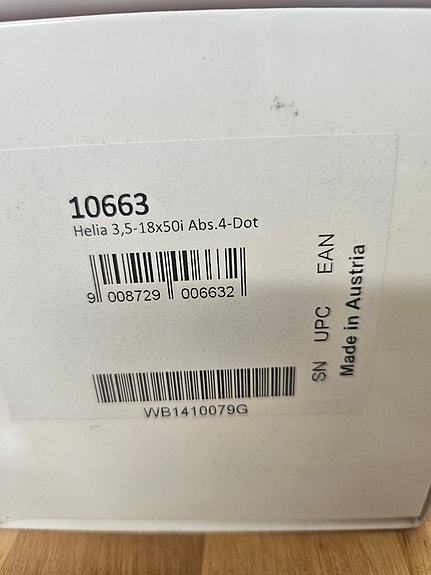 10663
Helia 3,5-18x50i Abs.4-Dot
9 008729 006632
WB1410079G
SN UPC EAN
Made in Austria